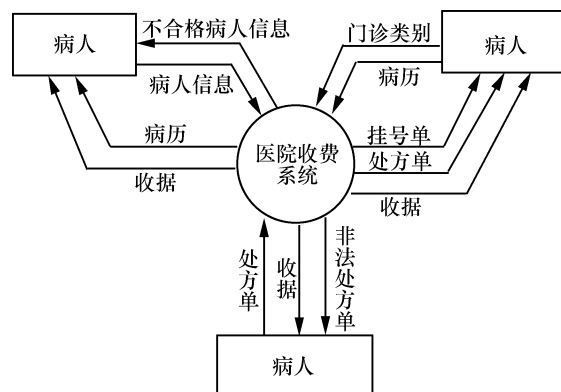 不合格病人信息
门诊类别
病人
病人
病人信息
病历
病历
医院收费
系统
挂号单
处方单
收据
收据
处方单
收据
非法处方单
病人